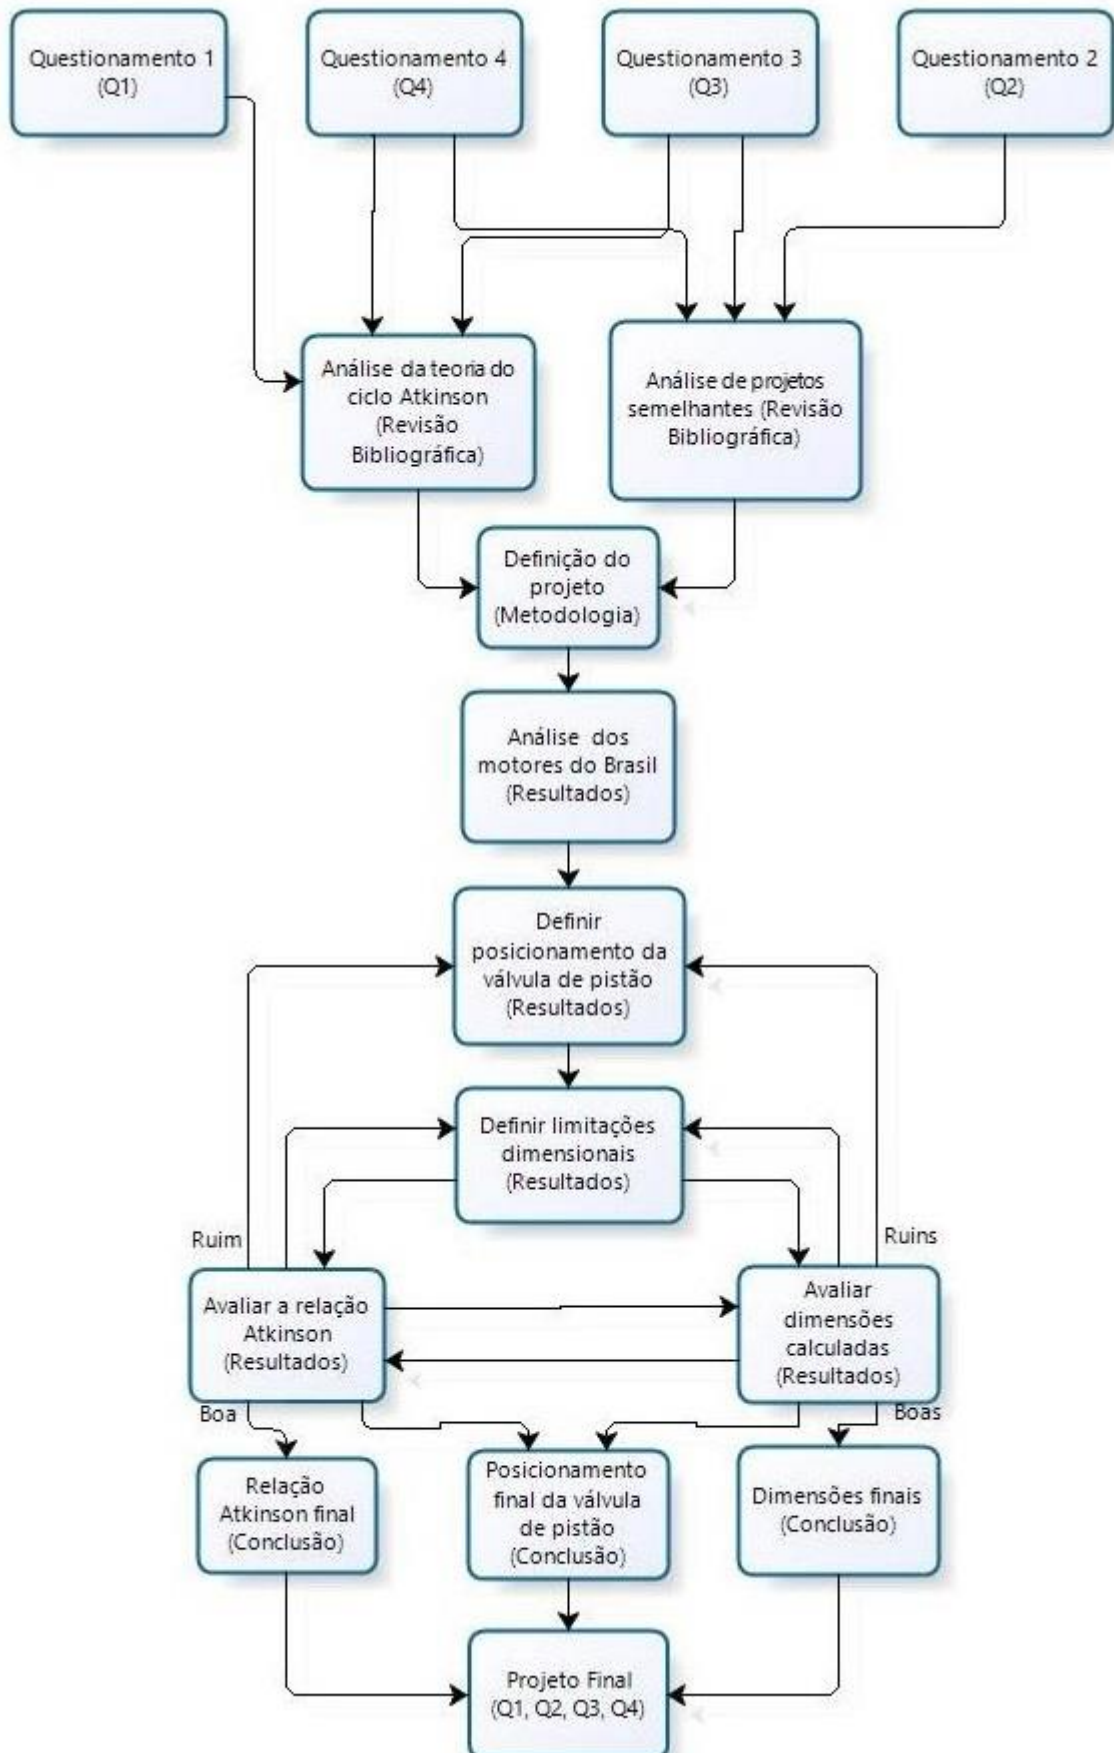 Questionamento 1
(Q1)
Questionamento 4
(Q4)
Questionamento 3
(Q3)
Questionamento 2
(Q2)
Análise da teoria do
ciclo Atkinson
(Revisão
Bibliográfica)
Análise de projetos
semelhantes (Revisão
Bibliográfica)
Definição do
projeto
(Metodologia)
Análise dos
motores do Brasil
(Resultados)
Definir
posicionamento da
válvula de pistão
(Resultados)
Definir limitações
dimensionais
(Resultados)
Ruim
Ruins
Avaliar a relação
Atkinson
(Resultados)
Avaliar
dimensões
calculadas
(Resultados)
Boa
Boas
Relação
Atkinson final
(Conclusão)
Posicionamento
final da válvula
de pistão
(Conclusão)
Dimensões finais
(Conclusão)
Projeto Final
(Q1, Q2, Q3, Q4)